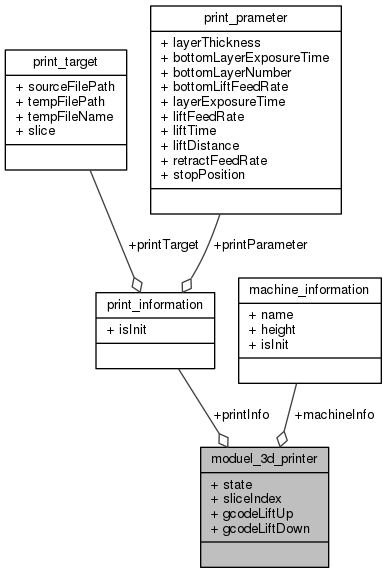 print_prameter
+ layerThickness
+ bottomLayerExposureTime
+ bottomLayerNumber
+ bottomLiftFeedRate
+ layerExposureTime
+ liftFeedRate
+ liftTime
+ liftDistance
+ retractFeedRate
+ stopPosition
print_target
+ sourceFilePath
+ tempFilePath
+ tempFileName
+ slice
+printTarget
+printParameter
print_information
+ isInit
machine_information
+ name
+ height
+ isInit
+printInfo
+machineInfo
moduel_3d_printer
+ state
+ sliceIndex
+ gcodeLiftUp
+ gcodeLiftDown